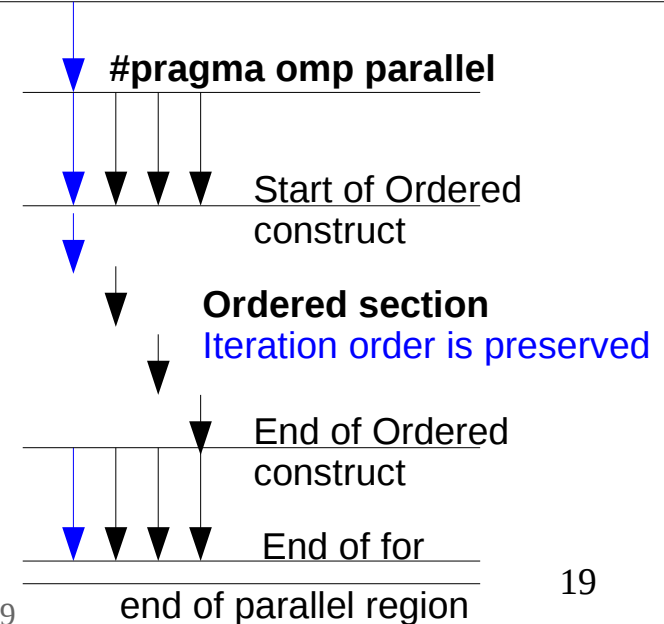 #pragma omp parallel
Start of Ordered
construct
Ordered section
Iteration order is preserved
End of Ordered
construct
End of for
19
9
end of parallel region